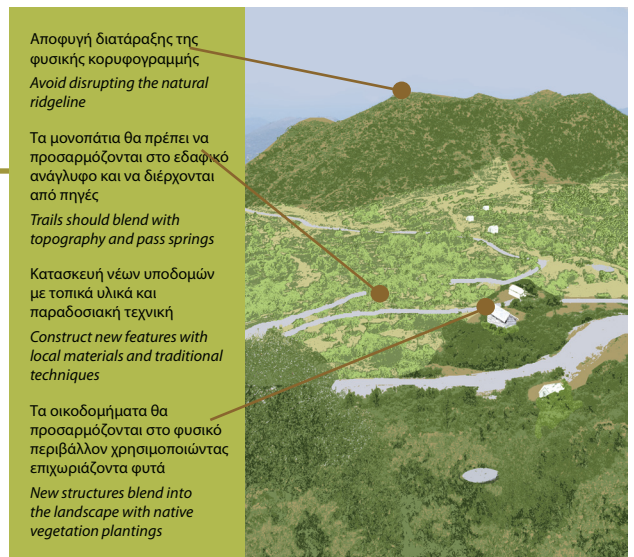 Αποφυγή διατάραξης της
φυσικής κορυφογραμμής
Avoid disrupting the natural
ridgeline
Τα μονοπάτια θα πρέπει να
προσαρμόζονται στο εδαφικό
ανάγλυφο και να διέρχονται
από πηγές
Trails should blend with
topography and pass springs
Κατασκευή νέων υποδομών
με τοπικά υλικά και
παραδοσιακή τεχνική
Construct new features with
local materials and traditional
techniques
Τα οικοδομήματα θα
προσαρμόζονται στο φυσικό
περιβάλλον χρησιμοποιώντας
επιχωριάζοντα φυτά
New structures blend into
the landscape with native
vegetation plantings